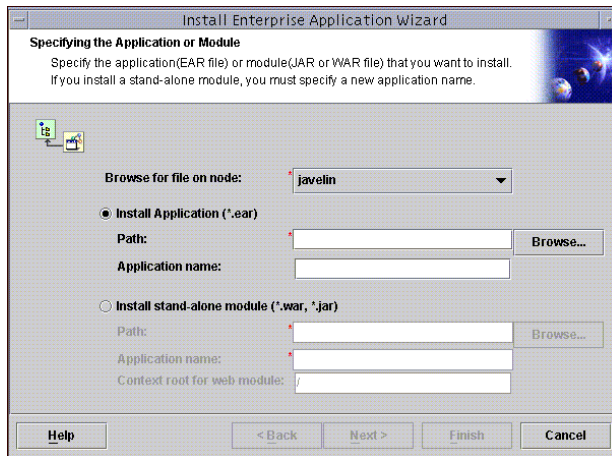 Install Enterprise Application Wizard
Specifying the Application or Module
Specify the application(EAR file) or module(JAR or WAR file) that you want to install.
If you install a stand-alone module, you must specify a new application name.
Browse for file on node: * javelin
Install Application (*.ear)
Path: * Browse...
Application name:
Install stand-alone module (*.war, *.jar)
Path: * Browse...
Application name: *
Context root for web module: /
Help < Back Next > Finish Cancel